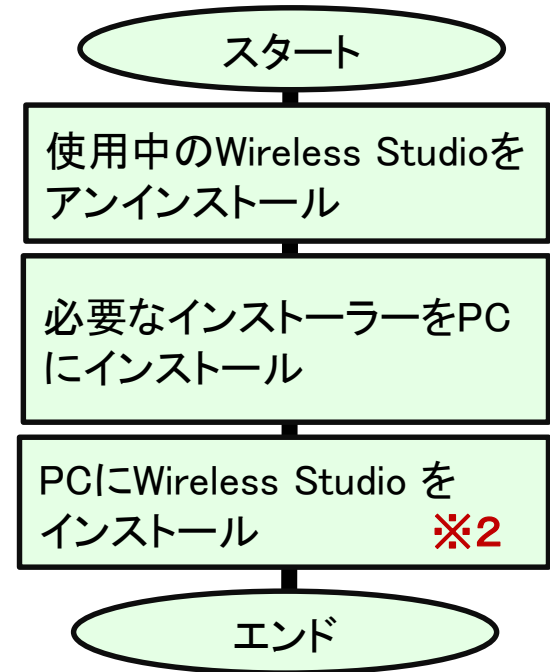 スタート
使用中のWireless Studioを
アンインストール
必要なインストーラーをPC
にインストール
PCにWireless Studio を
インストール ※2
エンド